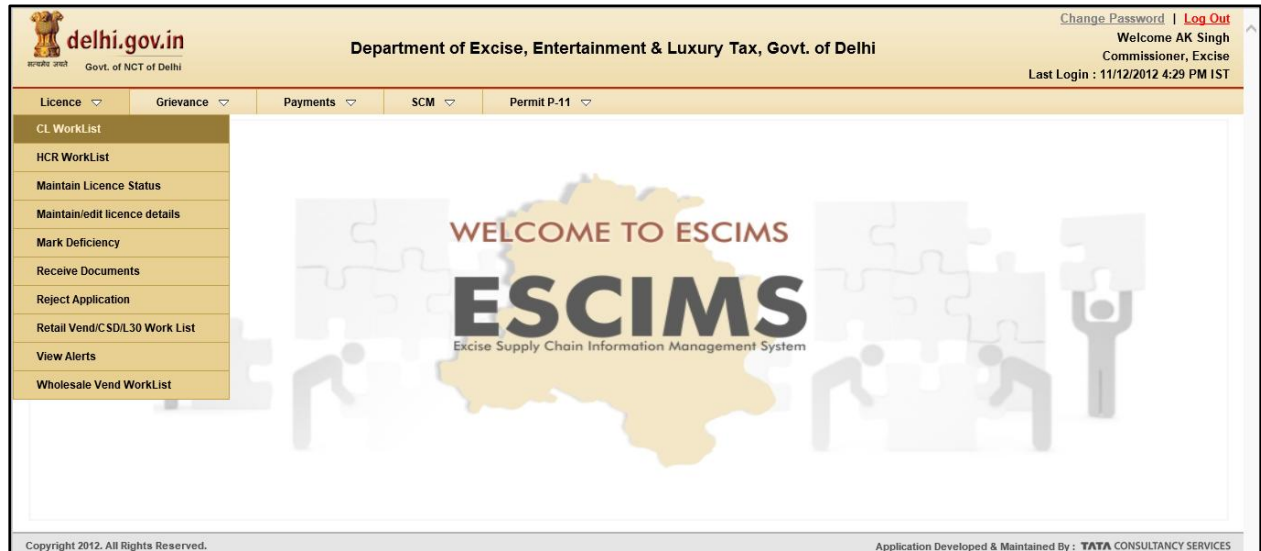 Change Password | Log Out
delhi.gov.in
सत्यमेव जयते
Govt. of NCT of Delhi
Department of Excise, Entertainment & Luxury Tax, Govt. of Delhi
Welcome AK Singh
Commissioner, Excise
Last Login : 11/12/2012 4:29 PM IST
Licence Grievance Payments SCM Permit P-11
CL WorkList
HCR WorkList
Maintain Licence Status
Maintain/edit licence details
Mark Deficiency
Receive Documents
Reject Application
Retail Vend/CSD/L30 Work List
View Alerts
Wholesale Vend WorkList
WELCOME TO ESCIMS
ESCIMS
Excise Supply Chain Information Management System
Copyright 2012. All Rights Reserved.
Application Developed & Maintained By : TATA CONSULTANCY SERVICES